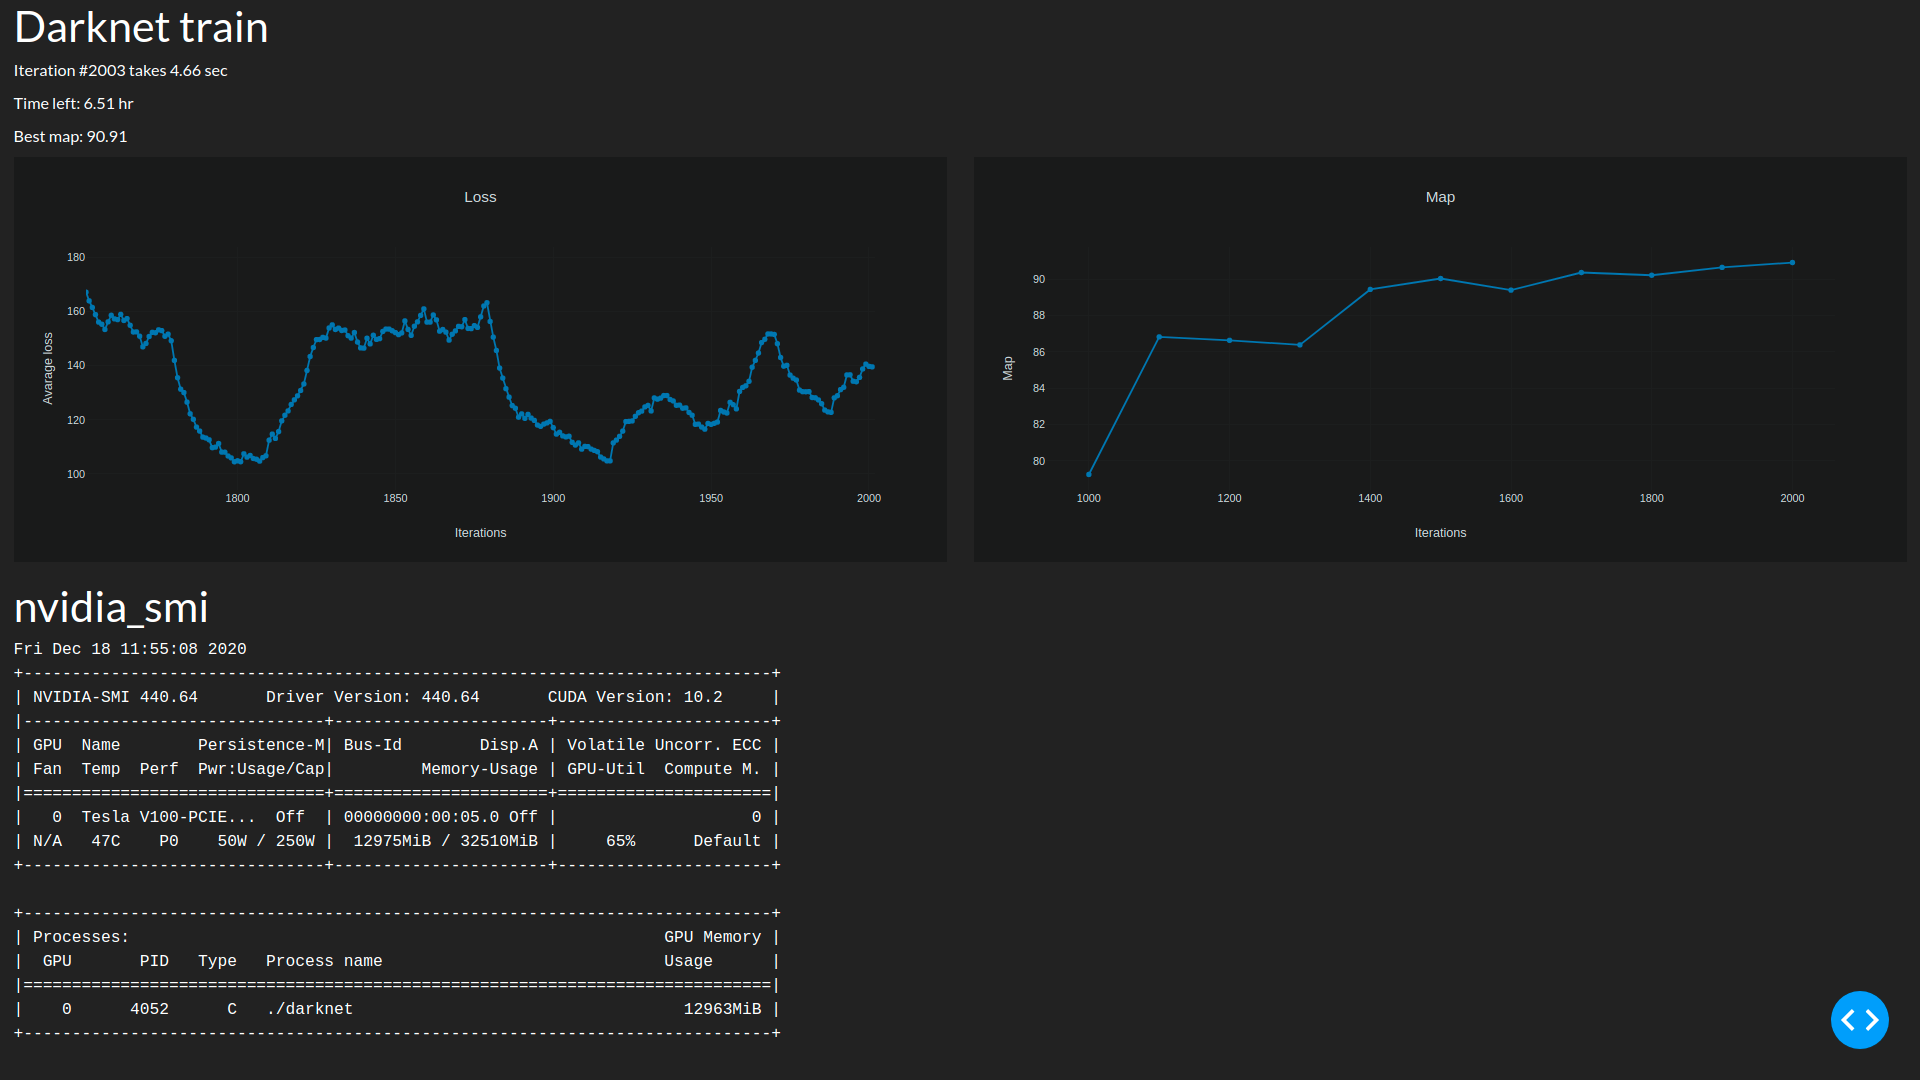 Darknet train
Iteration #2003 takes 4.66 sec
Time left: 6.51 hr
Best map: 90.91
Loss
180
160
140
120
100
Avarage loss
1800 1850 1900 1950 2000
Iterations
Map
90
88
86
84
82
80
Map
1000 1200 1400 1600 1800 2000
Iterations
nvidia_smi
Fri Dec 18 11:55:08 2020
+-----------------------------------------------------------------------------+
| NVIDIA-SMI 440.64       Driver Version: 440.64       CUDA Version: 10.2     |
|-------------------------------+----------------------+----------------------+
| GPU  Name        Persistence-M| Bus-Id        Disp.A | Volatile Uncorr. ECC |
| Fan  Temp  Perf  Pwr:Usage/Cap|         Memory-Usage | GPU-Util  Compute M. |
|===============================+======================+======================|
|   0  Tesla V100-PCIE...  Off  | 00000000:00:05.0 Off |                    0 |
| N/A   47C    P0    50W / 250W |  12975MiB / 32510MiB |     65%      Default |
+-------------------------------+----------------------+----------------------+

+-----------------------------------------------------------------------------+
| Processes:                                                       GPU Memory |
|  GPU       PID   Type   Process name                             Usage      |
|=============================================================================|
|    0      4052      C   ./darknet                                  12963MiB |
+-----------------------------------------------------------------------------+